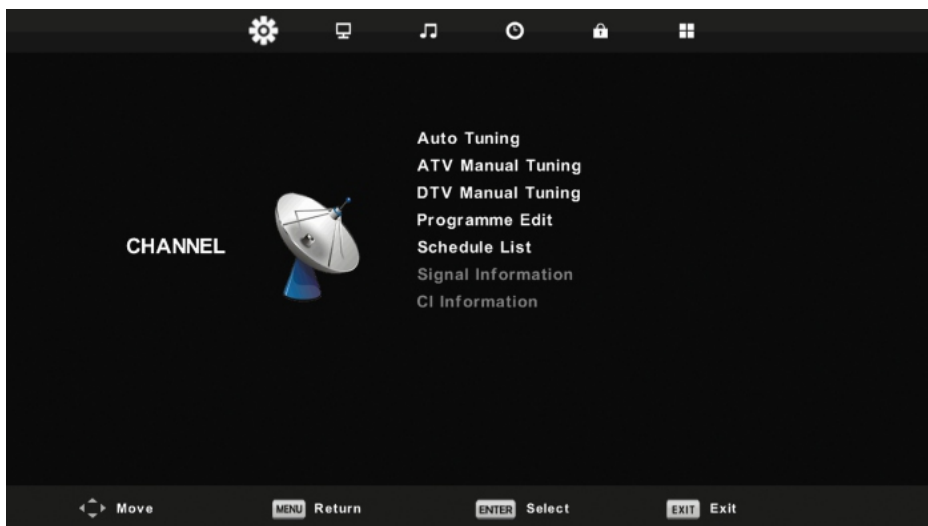 Auto Tuning
ATV Manual Tuning
DTV Manual Tuning
Programme Edit
CHANNEL
Schedule List
Signal Information
CI Information
Move MENU Return ENTER Select EXIT Exit